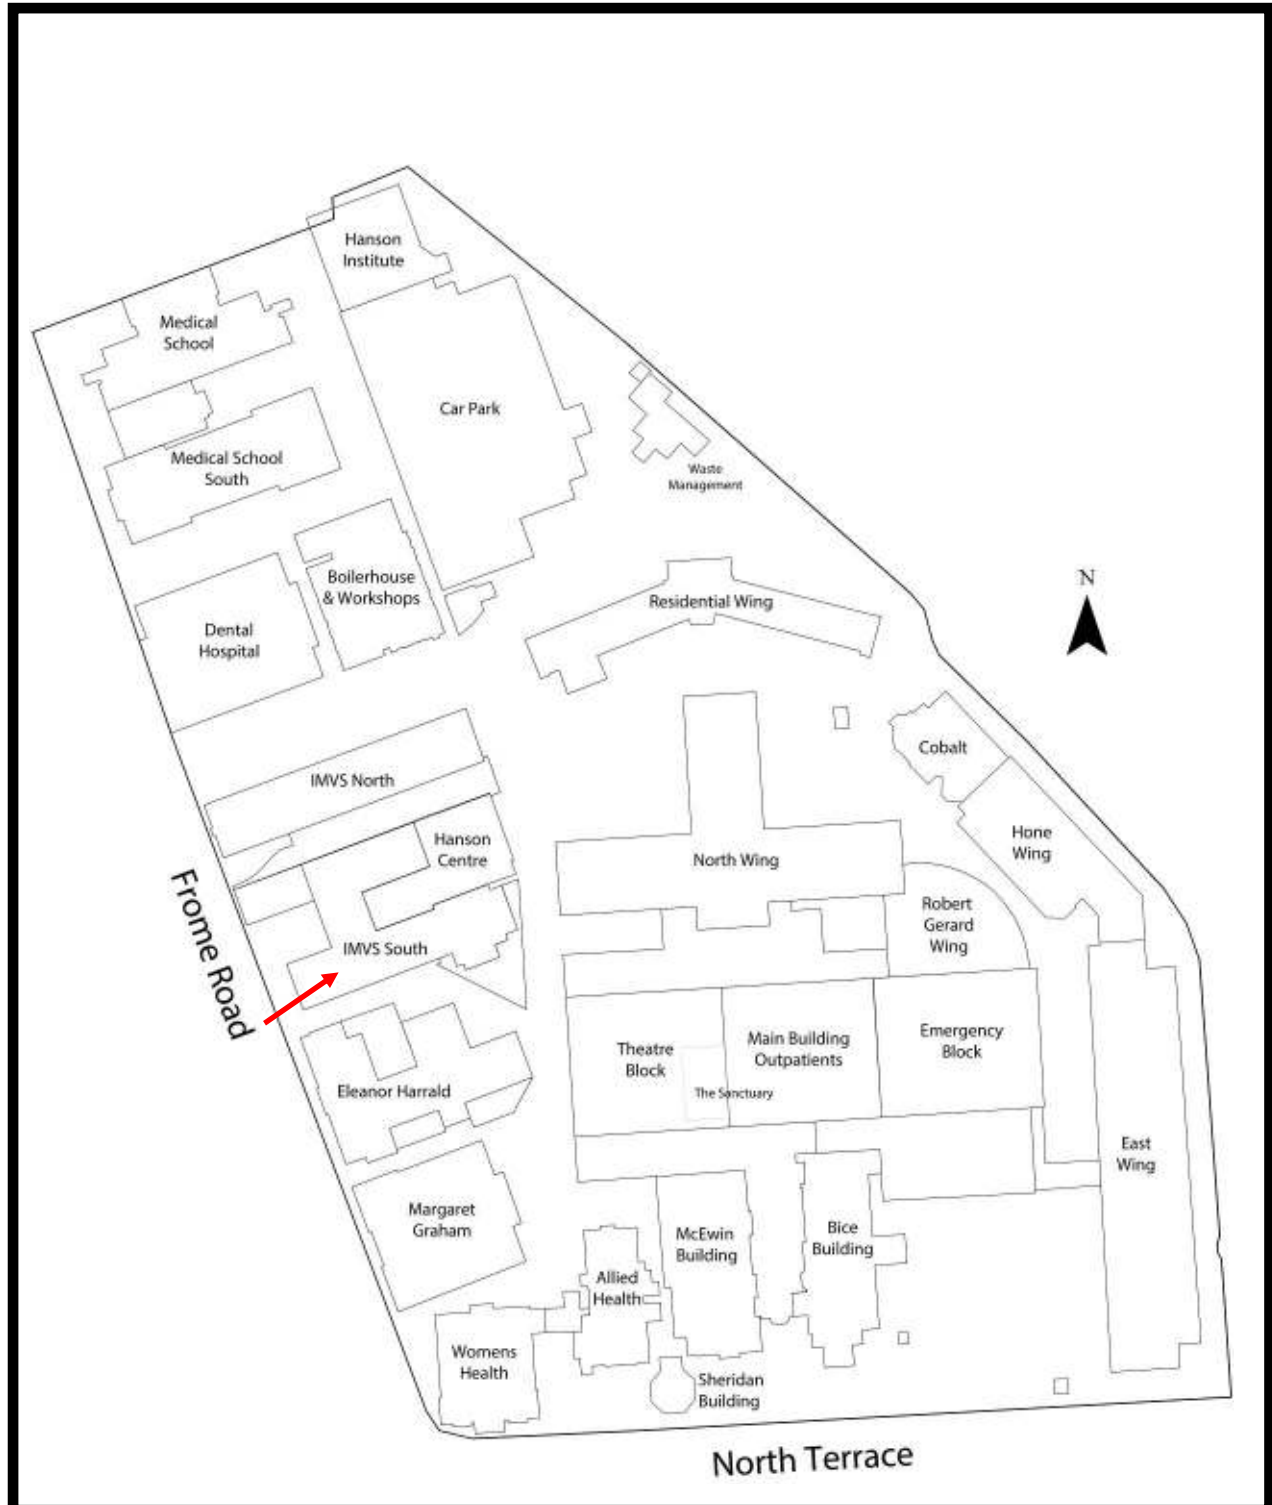 Hanson
Institute
Medical
School
Car Park
Medical School
South
Waste
Management
N
Boilerhouse
& Workshops
Residential Wing
Dental
Hospital
Cobalt
IMVS North
Hone
Wing
Hanson
Centre
North Wing
Robert
Gerard
Wing
Frome Road
IMVS South
Theatre
Block
Main Building
Outpatients
Emergency
Block
The Sanctuary
Eleanor Harrald
East
Wing
Margaret
Graham
McEwin
Building
Bice
Building
Allied
Health
Womens
Health
Sheridan
Building
North Terrace